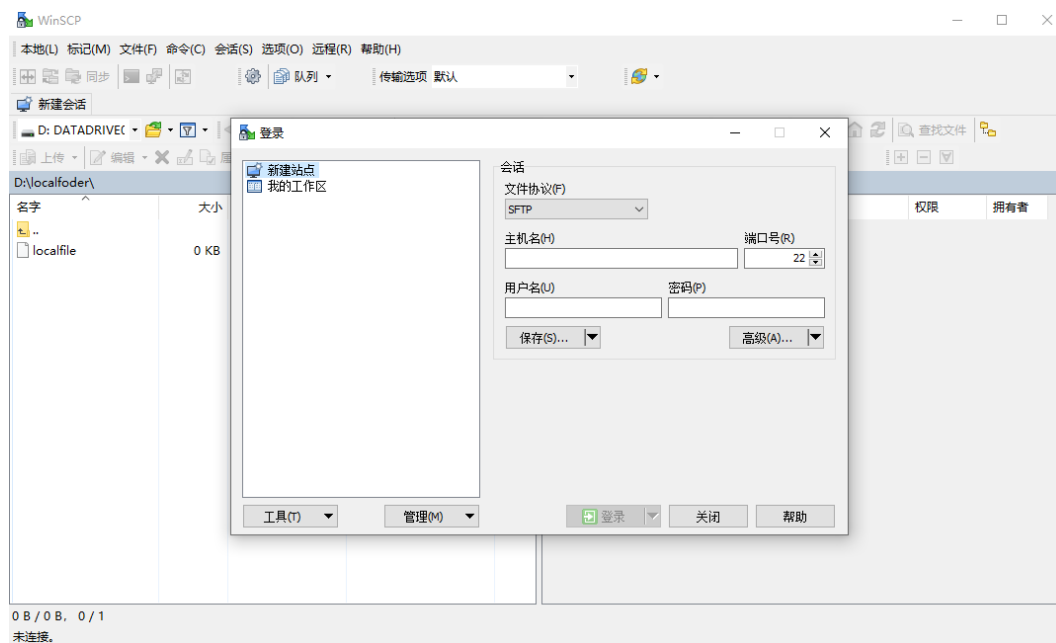 WinSCP
本地(L) 标记(M) 文件(F) 命令(C) 会话(S) 选项(O) 远程(R) 帮助(H)
同步 队列 传输选项 默认
新建会话
D: DATADRIVE( 查找文件
上传 编辑
D:\localfoder\
名字 大小 权限 拥有者
..
localfile 0 KB
登录
新建站点
我的工作区
会话
文件协议(F)
SFTP
主机名(H) 端口号(R)
22
用户名(U) 密码(P)
保存(S)... 高级(A)...
工具(T) 管理(M) 登录 关闭 帮助
0 B / 0 B, 0 / 1
未连接。